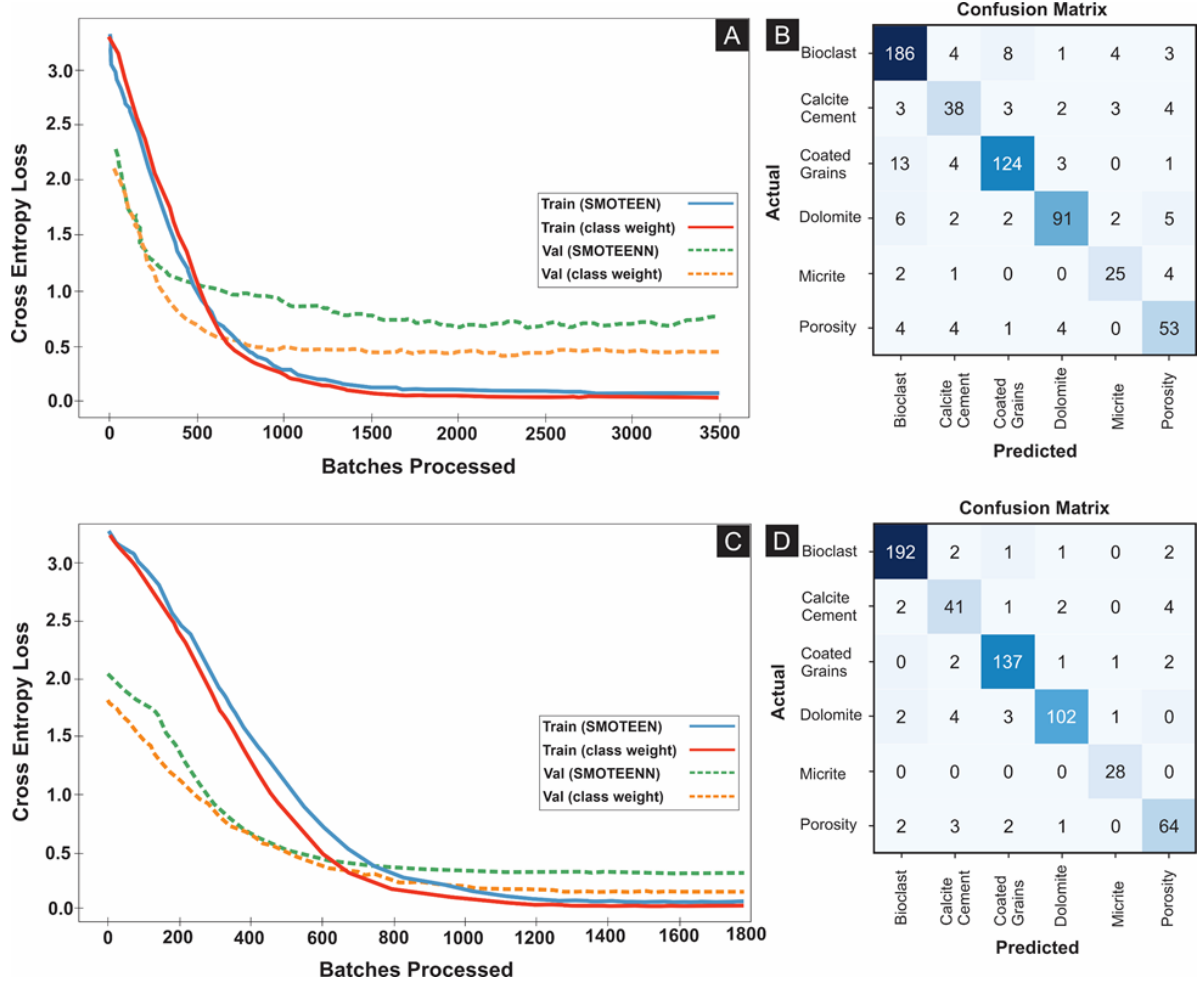 A
Cross Entropy Loss
3.0
2.5
2.0
1.5
1.0
0.5
0.0
0 500 1000 1500 2000 2500 3000 3500
Batches Processed
Train (SMOTEEN)
Train (class weight)
Val (SMOTEENN)
Val (class weight)
B
Confusion Matrix
Actual
Bioclast 186 4 8 1 4 3
Calcite
Cement 3 38 3 2 3 4
Coated
Grains 13 4 124 3 0 1
Dolomite 6 2 2 91 2 5
Micrite 2 1 0 0 25 4
Porosity 4 4 1 4 0 53
Bioclast
Calcite
Cement
Coated
Grains
Dolomite
Micrite
Porosity
Predicted
C
Cross Entropy Loss
3.0
2.5
2.0
1.5
1.0
0.5
0.0
0 200 400 600 800 1000 1200 1400 1600 1800
Batches Processed
Train (SMOTEEN)
Train (class weight)
Val (SMOTEENN)
Val (class weight)
D
Confusion Matrix
Actual
Bioclast 192 2 1 1 0 2
Calcite
Cement 2 41 1 2 0 4
Coated
Grains 0 2 137 1 1 2
Dolomite 2 4 3 102 1 0
Micrite 0 0 0 0 28 0
Porosity 2 3 2 1 0 64
Bioclast
Calcite
Cement
Coated
Grains
Dolomite
Micrite
Porosity
Predicted